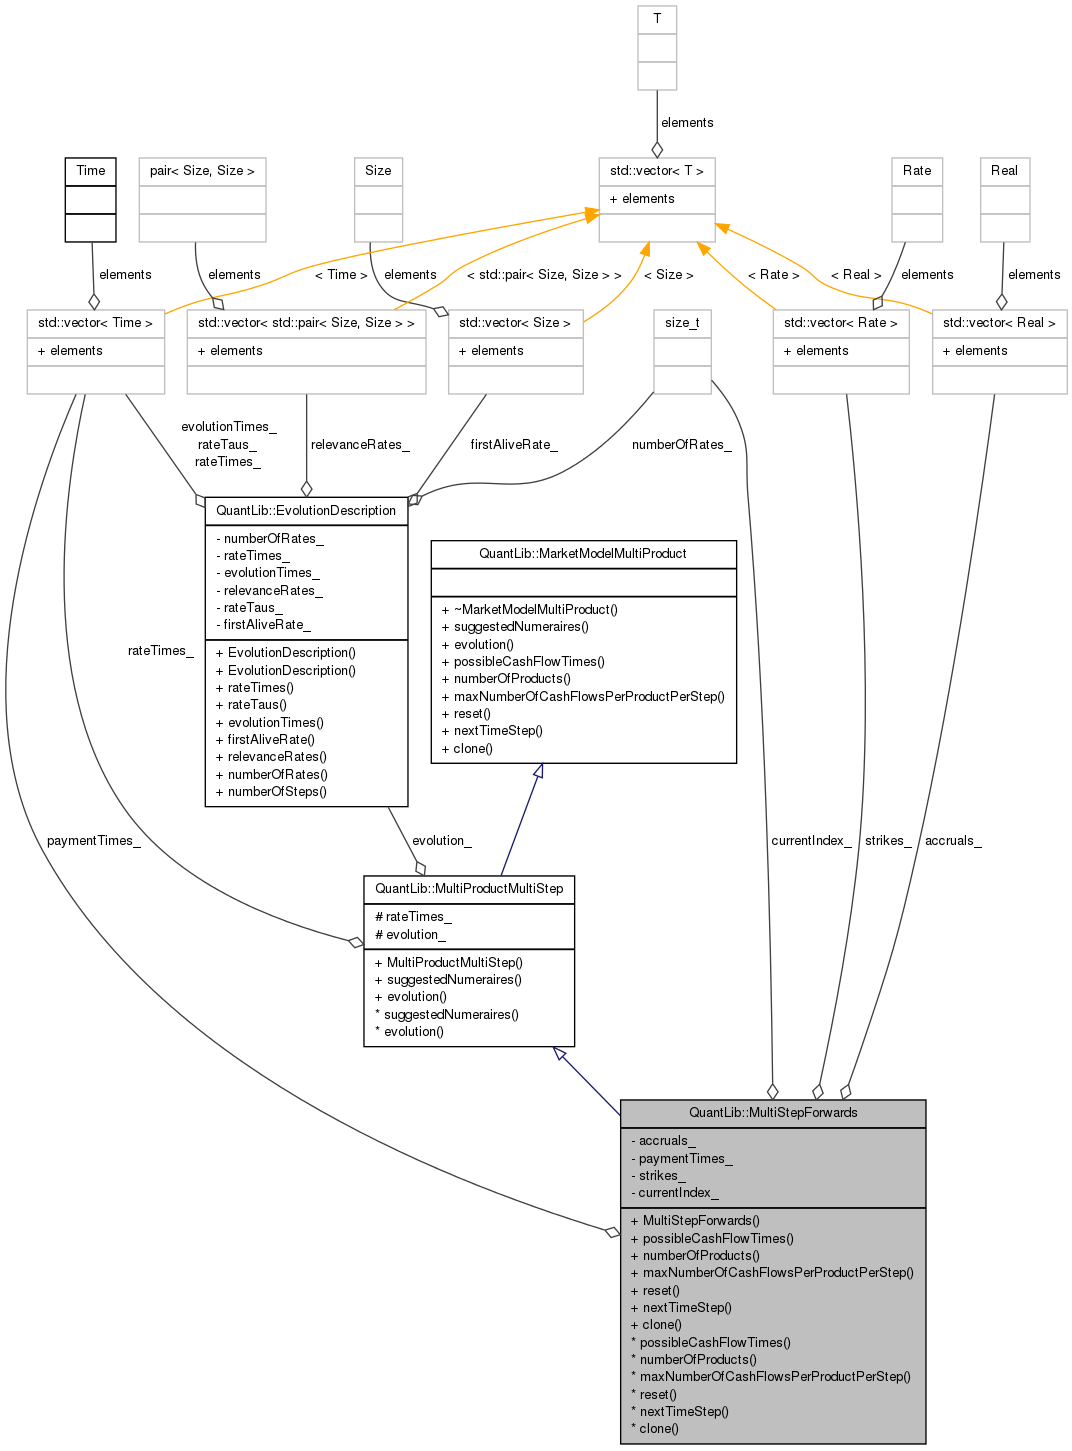 T
elements
Time
pair< Size, Size >
Size
std::vector< T >
+ elements
Rate
Real
elements
elements
< Time >
elements
< std::pair< Size, Size > >
< Size >
< Rate >
< Real >
elements
elements
std::vector< Time >
+ elements
std::vector< std::pair< Size, Size > >
+ elements
std::vector< Size >
+ elements
size_t
std::vector< Rate >
+ elements
std::vector< Real >
+ elements
evolutionTimes_
rateTaus_
rateTimes_
relevanceRates_
firstAliveRate_
numberOfRates_
QuantLib::EvolutionDescription
- numberOfRates_
- rateTimes_
- evolutionTimes_
- relevanceRates_
- rateTaus_
- firstAliveRate_
+ EvolutionDescription()
+ EvolutionDescription()
+ rateTimes()
+ rateTaus()
+ evolutionTimes()
+ firstAliveRate()
+ relevanceRates()
+ numberOfRates()
+ numberOfSteps()
QuantLib::MarketModelMultiProduct
+ ~MarketModelMultiProduct()
+ suggestedNumeraires()
+ evolution()
+ possibleCashFlowTimes()
+ numberOfProducts()
+ maxNumberOfCashFlowsPerProductPerStep()
+ reset()
+ nextTimeStep()
+ clone()
rateTimes_
paymentTimes_
evolution_
currentIndex_
strikes_
accruals_
QuantLib::MultiProductMultiStep
# rateTimes_
# evolution_
+ MultiProductMultiStep()
+ suggestedNumeraires()
+ evolution()
* suggestedNumeraires()
* evolution()
QuantLib::MultiStepForwards
- accruals_
- paymentTimes_
- strikes_
- currentIndex_
+ MultiStepForwards()
+ possibleCashFlowTimes()
+ numberOfProducts()
+ maxNumberOfCashFlowsPerProductPerStep()
+ reset()
+ nextTimeStep()
+ clone()
* possibleCashFlowTimes()
* numberOfProducts()
* maxNumberOfCashFlowsPerProductPerStep()
* reset()
* nextTimeStep()
* clone()